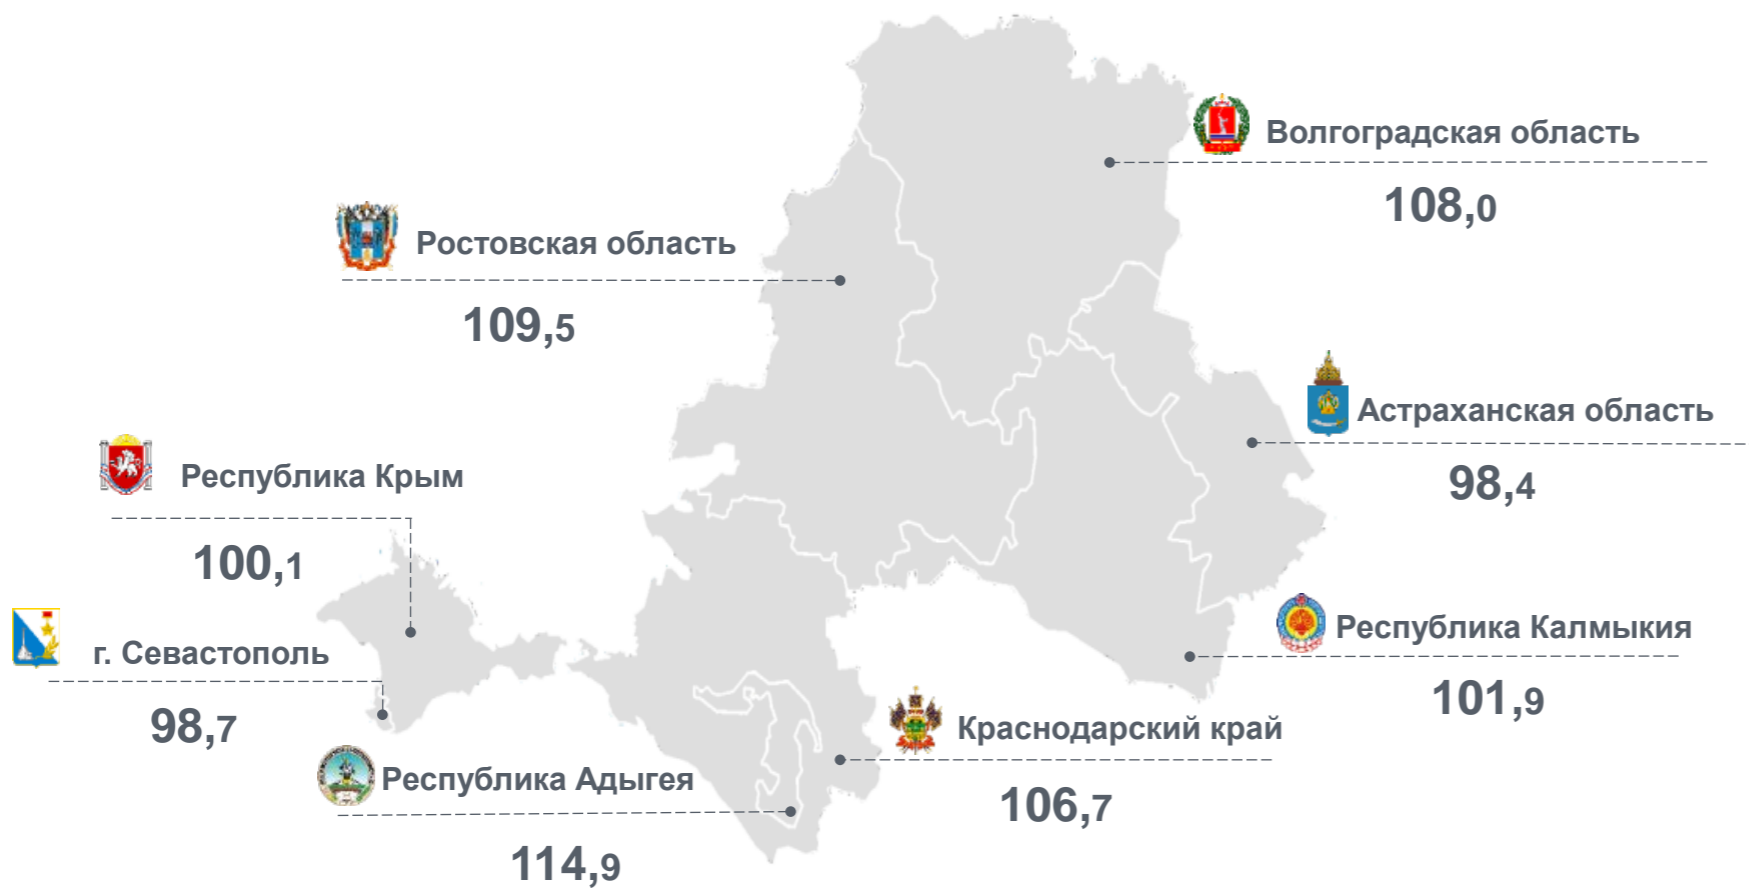 Волгоградская область
108,0
Ростовская область
109,5
Астраханская область
98,4
Республика Крым
100,1
Республика Калмыкия
101,9
г. Севастополь
98,7
Краснодарский край
106,7
Республика Адыгея
114,9